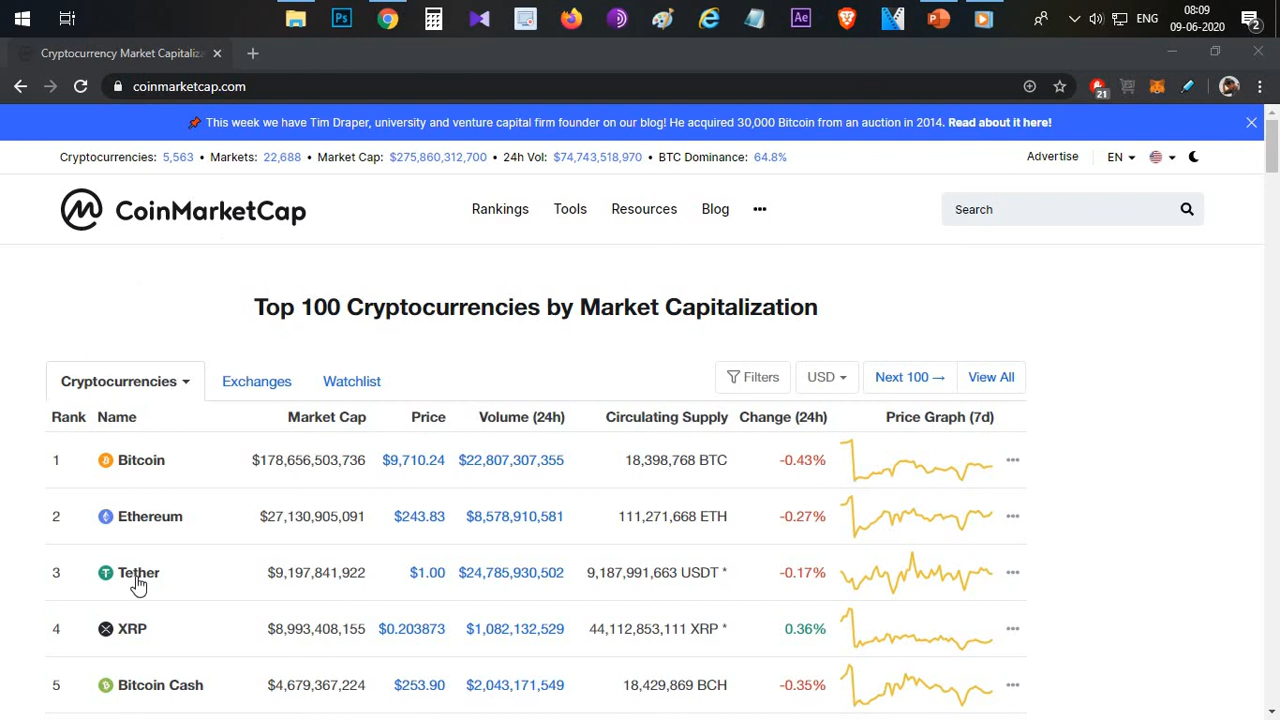 Ps
Ae
ENG
08:09
09-06-2020
2
Cryptocurrency Market Capitaliz
coinmarketcap.com
21
This week we have Tim Draper, university and venture capital firm founder on our blog! He acquired 30,000 Bitcoin from an auction in 2014. Read about it here!
Cryptocurrencies: 5,563 • Markets: 22,688 • Market Cap: $275,860,312,700 • 24h Vol: $74,743,518,970 • BTC Dominance: 64.8%
Advertise EN
CoinMarketCap
Rankings Tools Resources Blog
Search
Top 100 Cryptocurrencies by Market Capitalization
Cryptocurrencies Exchanges Watchlist
Filters USD Next 100 → View All
Rank Name Market Cap Price Volume (24h) Circulating Supply Change (24h) Price Graph (7d)
1 Bitcoin $178,656,503,736 $9,710.24 $22,807,307,355 18,398,768 BTC -0.43%
2 Ethereum $27,130,905,091 $243.83 $8,578,910,581 111,271,668 ETH -0.27%
3 Tether $9,197,841,922 $1.00 $24,785,930,502 9,187,991,663 USDT * -0.17%
4 XRP $8,993,408,155 $0.203873 $1,082,132,529 44,112,853,111 XRP * 0.36%
5 Bitcoin Cash $4,679,367,224 $253.90 $2,043,171,549 18,429,869 BCH -0.35%